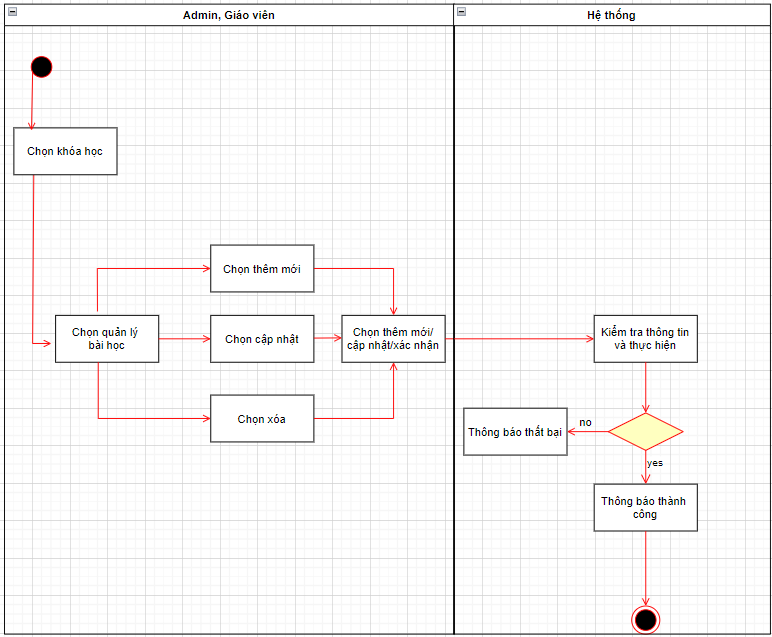 Admin, Giáo viên
Hệ thống
Chọn khóa học
Chọn thêm mới
Chọn quản lý
bài học
Chọn cập nhật
Chọn thêm mới/
cập nhật/xác nhận
Kiểm tra thông tin
và thực hiện
Chọn xóa
no
Thông báo thất bại
yes
Thông báo thành
công